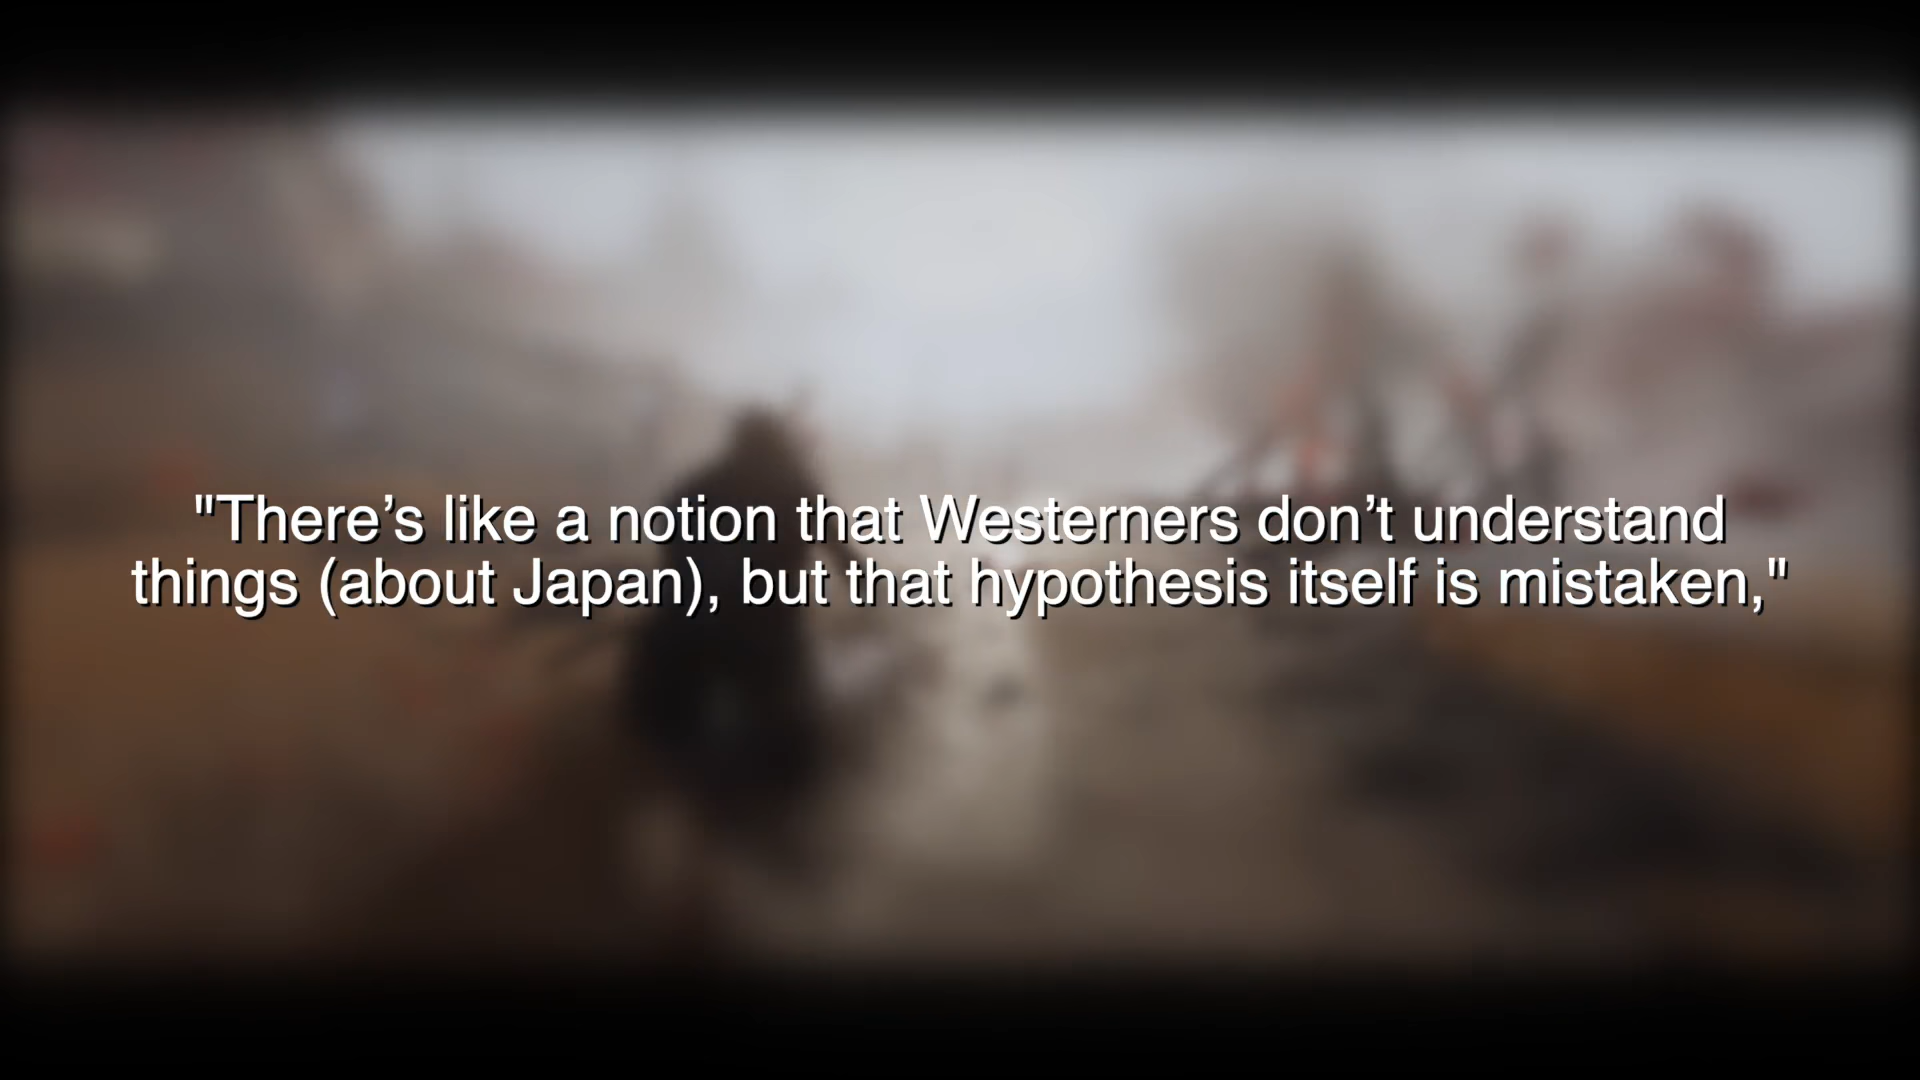 "There’s like a notion that Westerners don’t understand
things (about Japan), but that hypothesis itself is mistaken,"